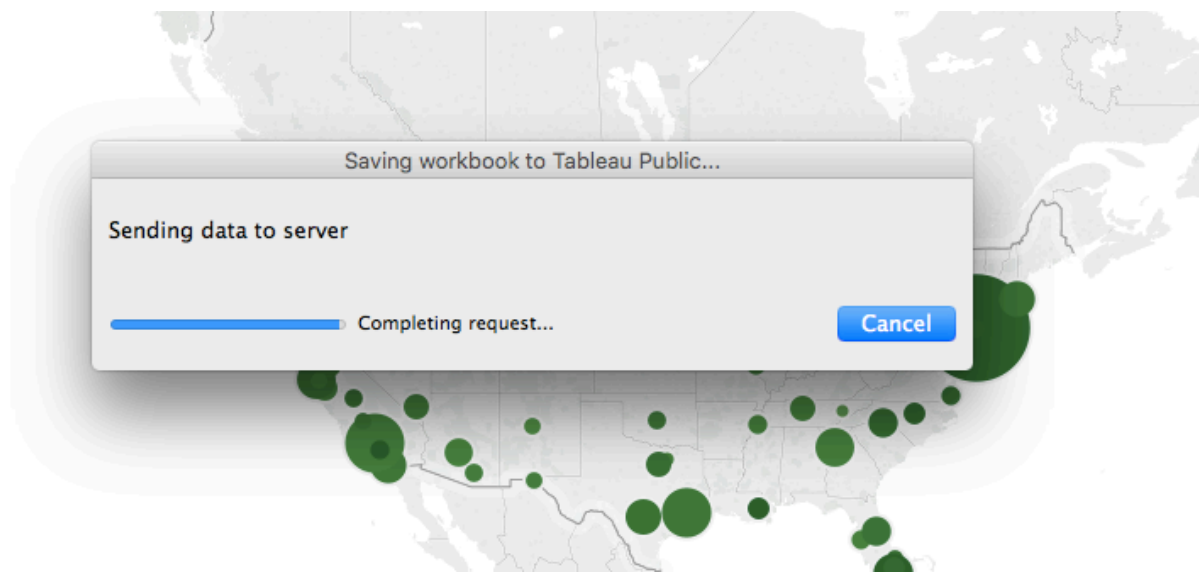 Saving workbook to Tableau Public...
Sending data to server
Completing request...
Cancel